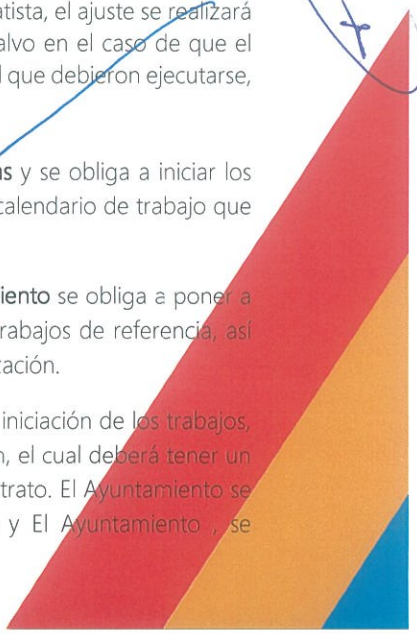 atista, el ajuste se realizará
alvo en el caso de que el
l que debieron ejecutarse,
as y se obliga a iniciar los
calendario de trabajo que
iento se obliga a poner a
rabajos de referencia, así
tación.
iniciación de los trabajos,
n, el cual deberá tener un
trato. El Ayuntamiento se
y El Ayuntamiento , se